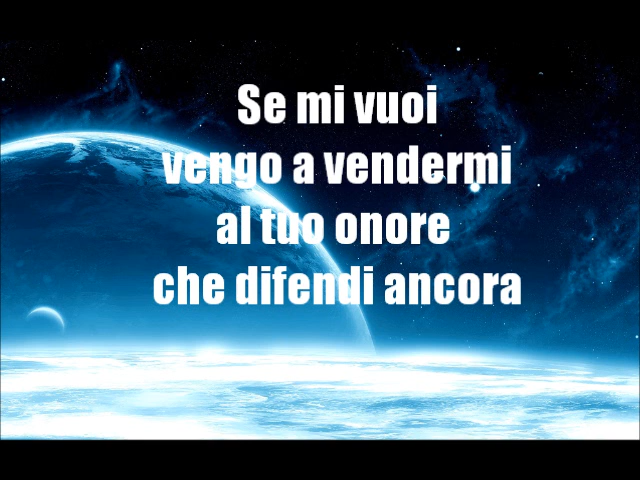 Se mi vuoi
vengo a vendermi
al tuo onore
che difendi ancora